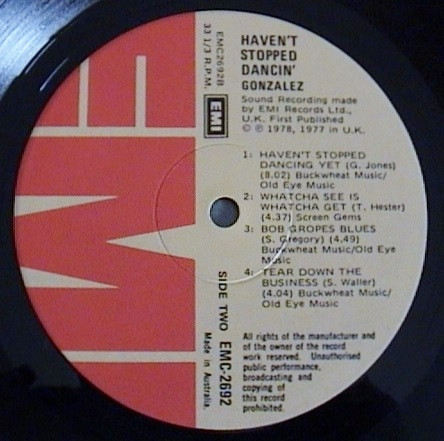 HAVEN'T
STOPPED
DANCIN'
GONZALEZ
Sound Recording made
by EMI Records Ltd.,
U.K. First Published
© ℗ 1978, 1977 in U.K.
EMC2692B
33 1/3 R.P.M.
EMI
EMI
1: HAVEN'T STOPPED
DANCING YET (G. Jones)
(8.02) Buckwheat Music/
Old Eye Music
2: WHATCHA SEE IS
WHATCHA GET (T. Hester)
(4.37) Screen Gems
3: BOB GROPES BLUES
(S. Gregory) (4.49)
Buckwheat Music/Old Eye
Music
4: TEAR DOWN THE
BUSINESS (S. Waller)
(4.04) Buckwheat Music/
Old Eye Music
SIDE TWO EMC-2692
Made in Australia.
All rights of the manufacturer and
of the owner of the record
work reserved. Unauthorised
public performance,
broadcasting and
copying of
this record
prohibited.